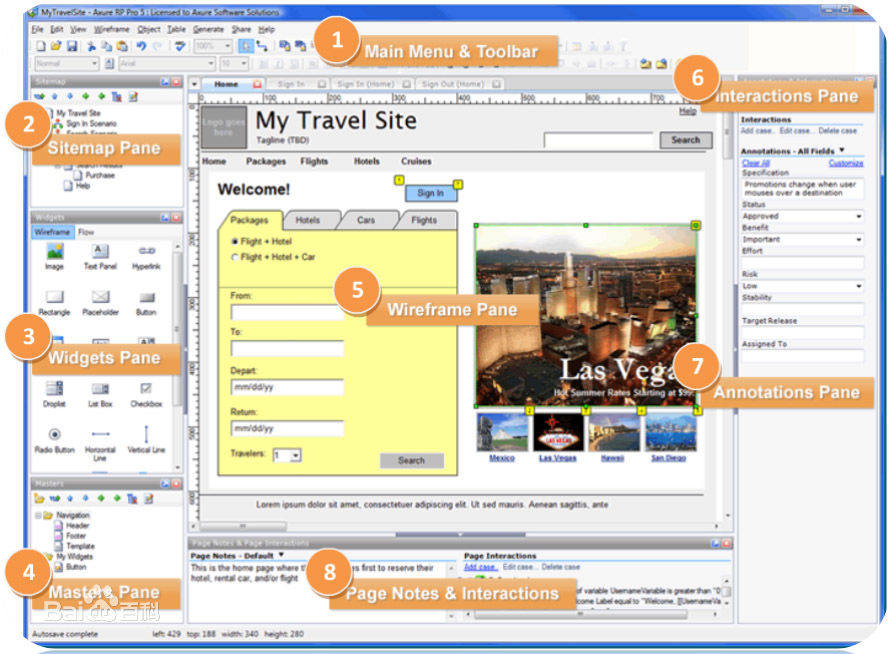 MyTravelSite - Axure RP Pro 5 : Licensed to Axure Software Solutions
File Edit View Wireframe Object Table Generate Share Help
100%
Normal Arial 10
1 Main Menu & Toolbar
Sitemap
My Travel Site
Sign In Scenario
2 Sitemap Pane
Purchase
Help
Widgets
Wireframe Flow
Image Text Panel Hyperlink
Rectangle Placeholder Button
3 Widgets Pane
Droplist List Box Checkbox
Radio Button Horizontal Line Vertical Line
Masters
Navigation
Header
Footer
Template
My Widgets
Button
4 Masters Pane
Bai 百科
Home Sign In Sign In (Home) Sign Out (Home)
0 100 200 300 400 500 600 700
Logo goes here
My Travel Site
Tagline (TBD)
Help
Search
Home Packages Flights Hotels Cruises
Welcome!
Sign In
Packages Hotels Cars Flights
Flight + Hotel
Flight + Hotel + Car
From:
5 Wireframe Pane
To:
Depart:
mm/dd/yy
Return:
mm/dd/yy
Travelers: 1
Search
Las Vegas
Hot Summer Rates Starting at $99
LAS VEGAS
Mexico Las Vegas Hawaii San Diego
Lorem ipsum dolor sit amet, consectetuer adipiscing elit. Ut sed mauris. Aenean sagittis, ante
6 Interactions Pane
Interactions
Add case.. Edit case... Delete case
Annotations - All Fields
Clear All Customize
Specification
Promotions change when user
mouses over a destination
Status
Approved
Benefit
Important
Effort
Risk
Low
Stability
Target Release
Assigned To
7 Annotations Pane
Page Notes & Page Interactions
Page Notes - Default
This is the home page where
first to reserve their
hotel, rental car, and/or flight
8 Page Notes & Interactions
Page Interactions
Add case.. Edit case... Delete case
of variable UsernameVariable is greater than "0
Label equal to "Welcome, [[UsernameVa
Autosave complete left: 429 top: 188 width: 340 height: 280